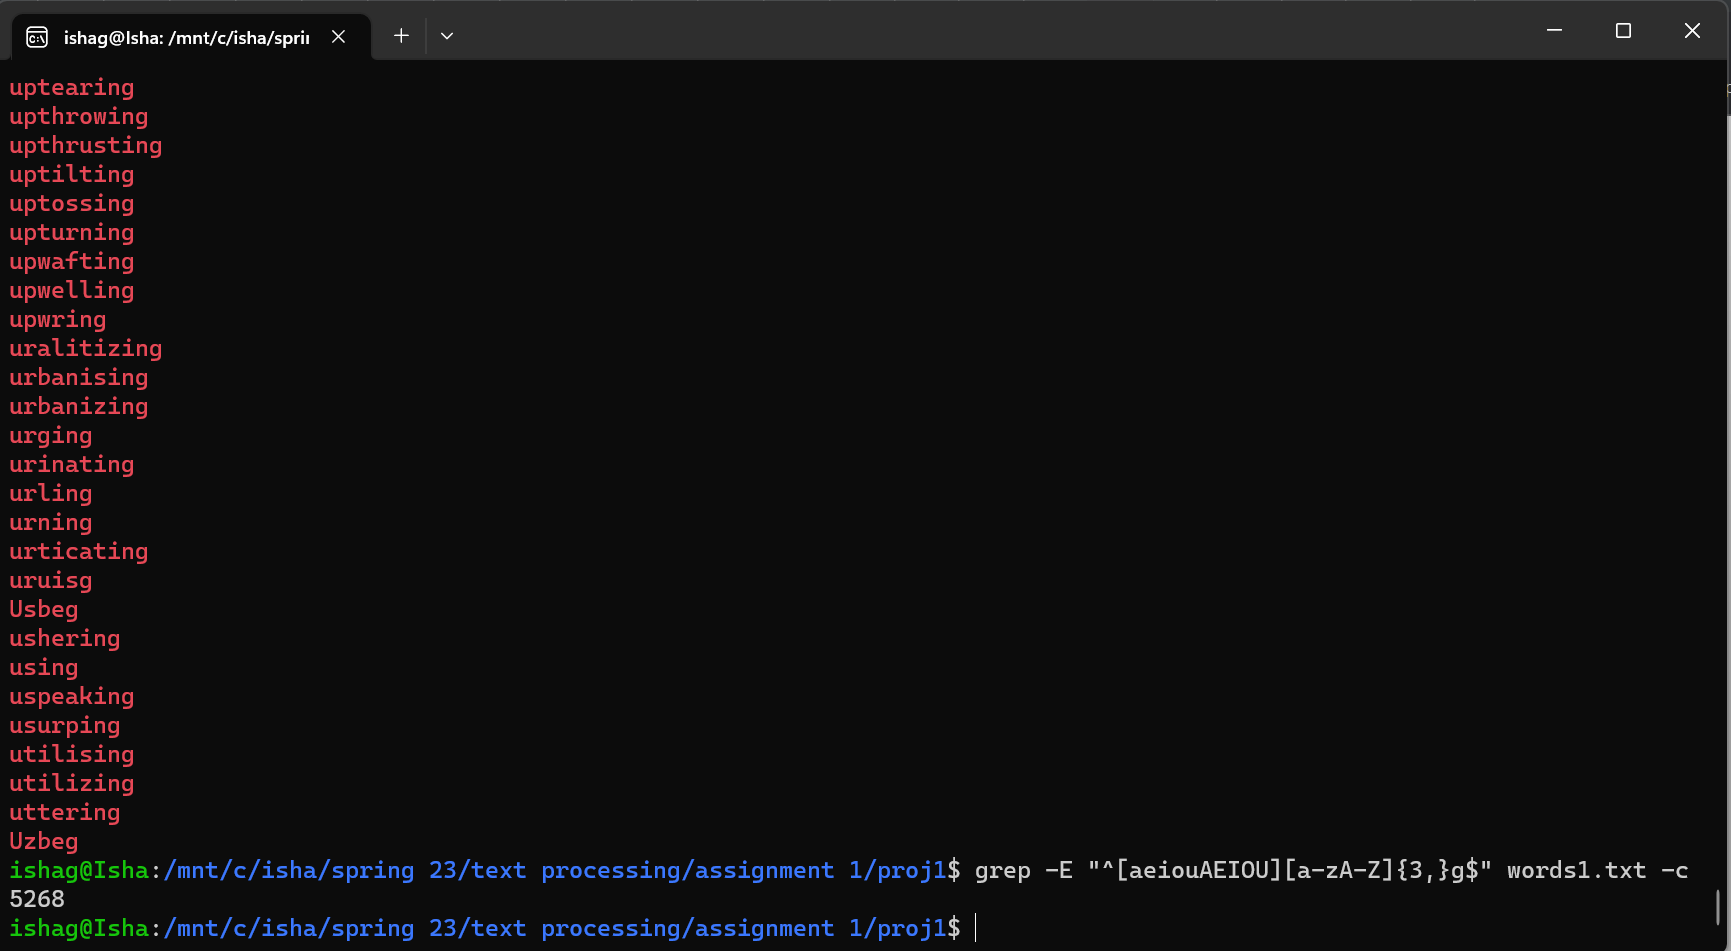 ishag@Isha: /mnt/c/isha/sprin
uptearing
upthrowing
upthrusting
uptilting
uptossing
upturning
upwafting
upwelling
upwring
uralitizing
urbanising
urbanizing
urging
urinating
urling
urning
urticating
uruisg
Usbeg
ushering
using
uspeaking
usurping
utilising
utilizing
uttering
Uzbeg
ishag@Isha:/mnt/c/isha/spring 23/text processing/assignment 1/proj1$ grep -E "^[aeiouAEIOU][a-zA-Z]{3,}g$" words1.txt -c
5268
ishag@Isha:/mnt/c/isha/spring 23/text processing/assignment 1/proj1$